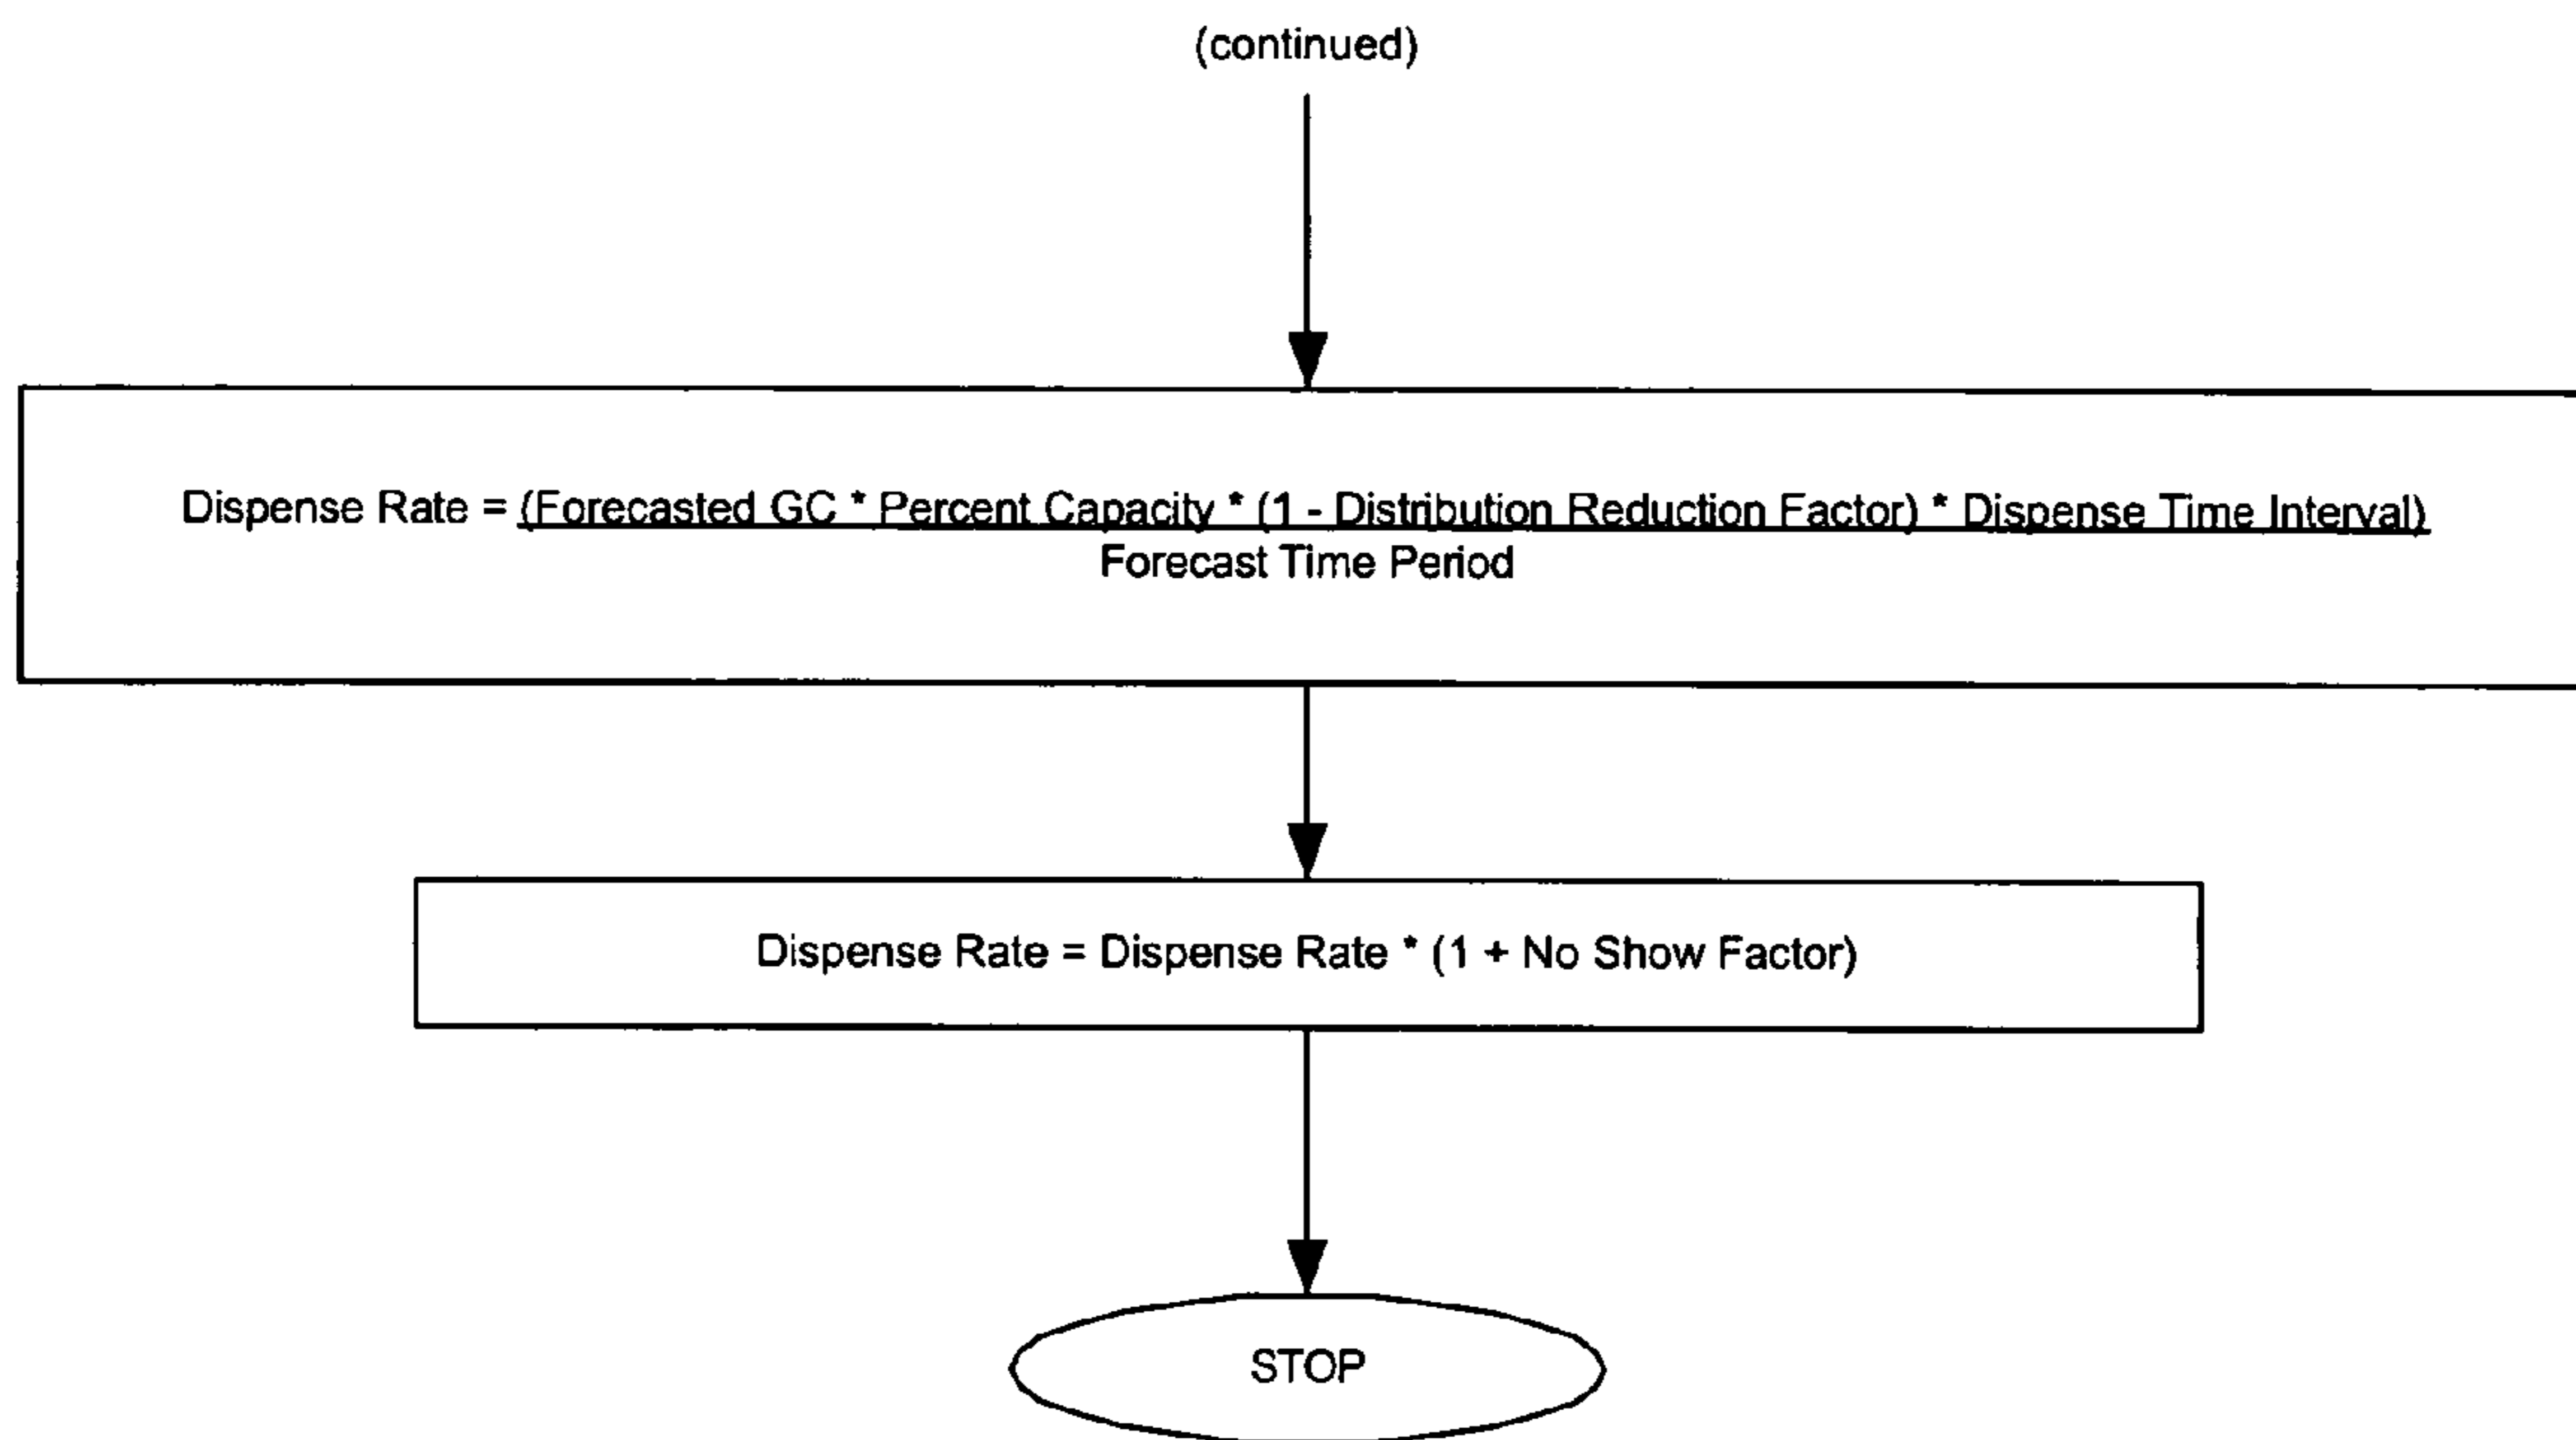 (continued)
Dispense Rate = (Forecasted GC * Percent Capacity * (1 - Distribution Reduction Factor) * Dispense Time Interval)
Forecast Time Period
Dispense Rate = Dispense Rate * (1 + No Show Factor)
STOP